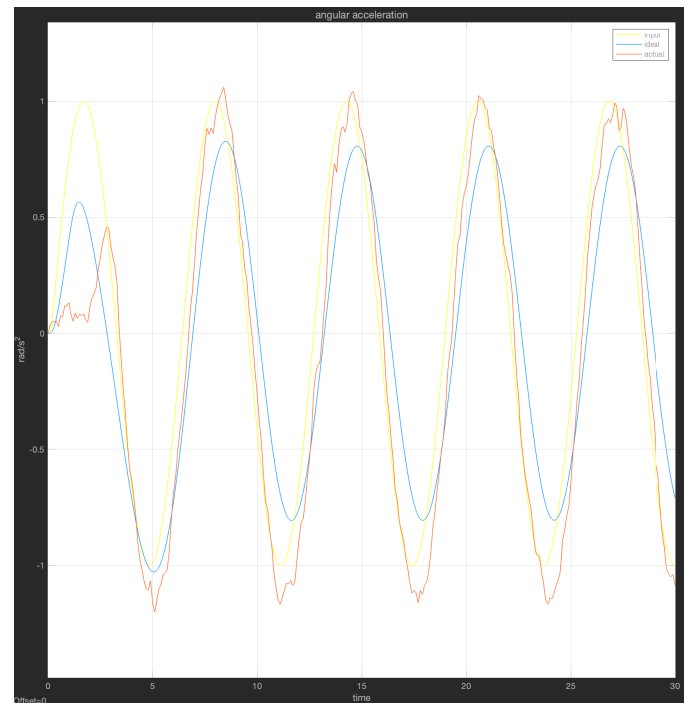 angular acceleration
input
ideal
actual
1
0.5
0
-0.5
-1
rad/s²
0
5
10
15
20
25
30
Offset=0
time